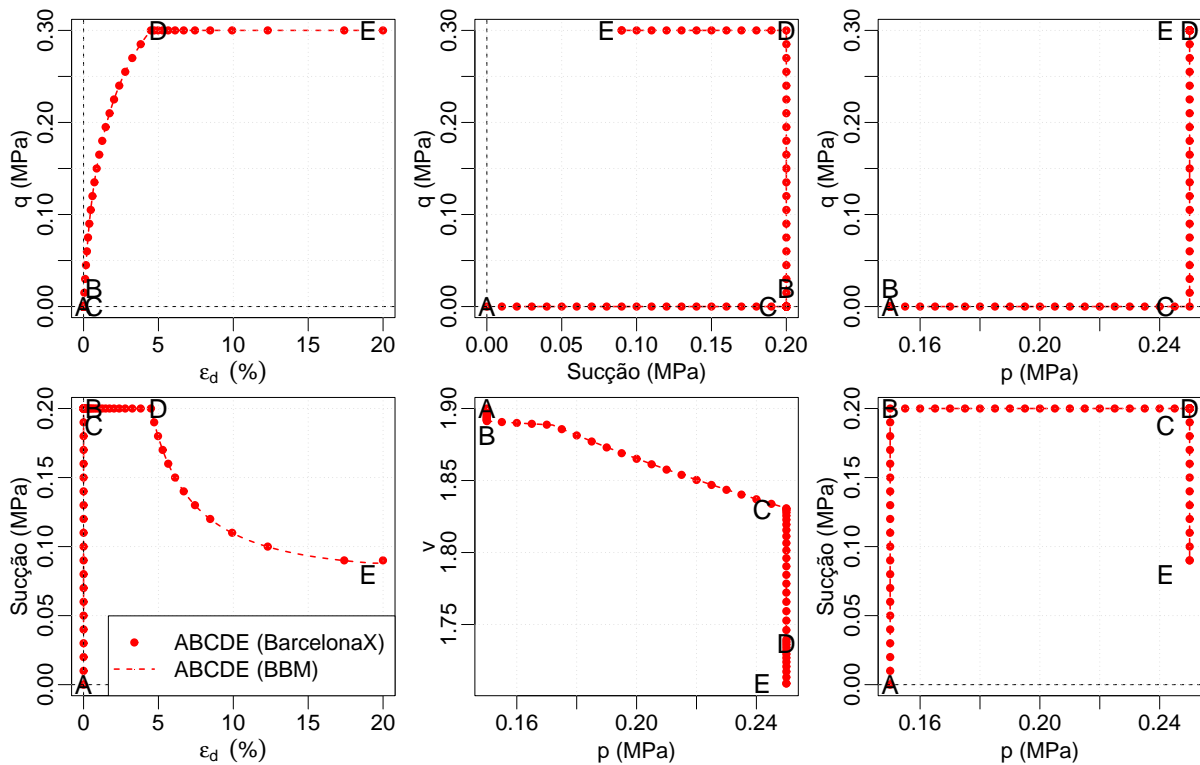 q (MPa)
0.00 0.10 0.20 0.30
A
B
C
D
E
0 5 10 15 20
εd (%)
q (MPa)
0.00 0.10 0.20 0.30
A
B
C
D
E
0.00 0.05 0.10 0.15 0.20
Sucção (MPa)
q (MPa)
0.00 0.10 0.20 0.30
A
B
C
D
E
0.16 0.20 0.24
p (MPa)
Sucção (MPa)
0.00 0.05 0.10 0.15 0.20
A
B
C
D
E
ABCDE (BarcelonaX)
ABCDE (BBM)
0 5 10 15 20
εd (%)
v
1.75 1.80 1.85 1.90
A
B
C
D
E
0.16 0.20 0.24
p (MPa)
Sucção (MPa)
0.00 0.05 0.10 0.15 0.20
A
B
C
D
E
0.16 0.20 0.24
p (MPa)